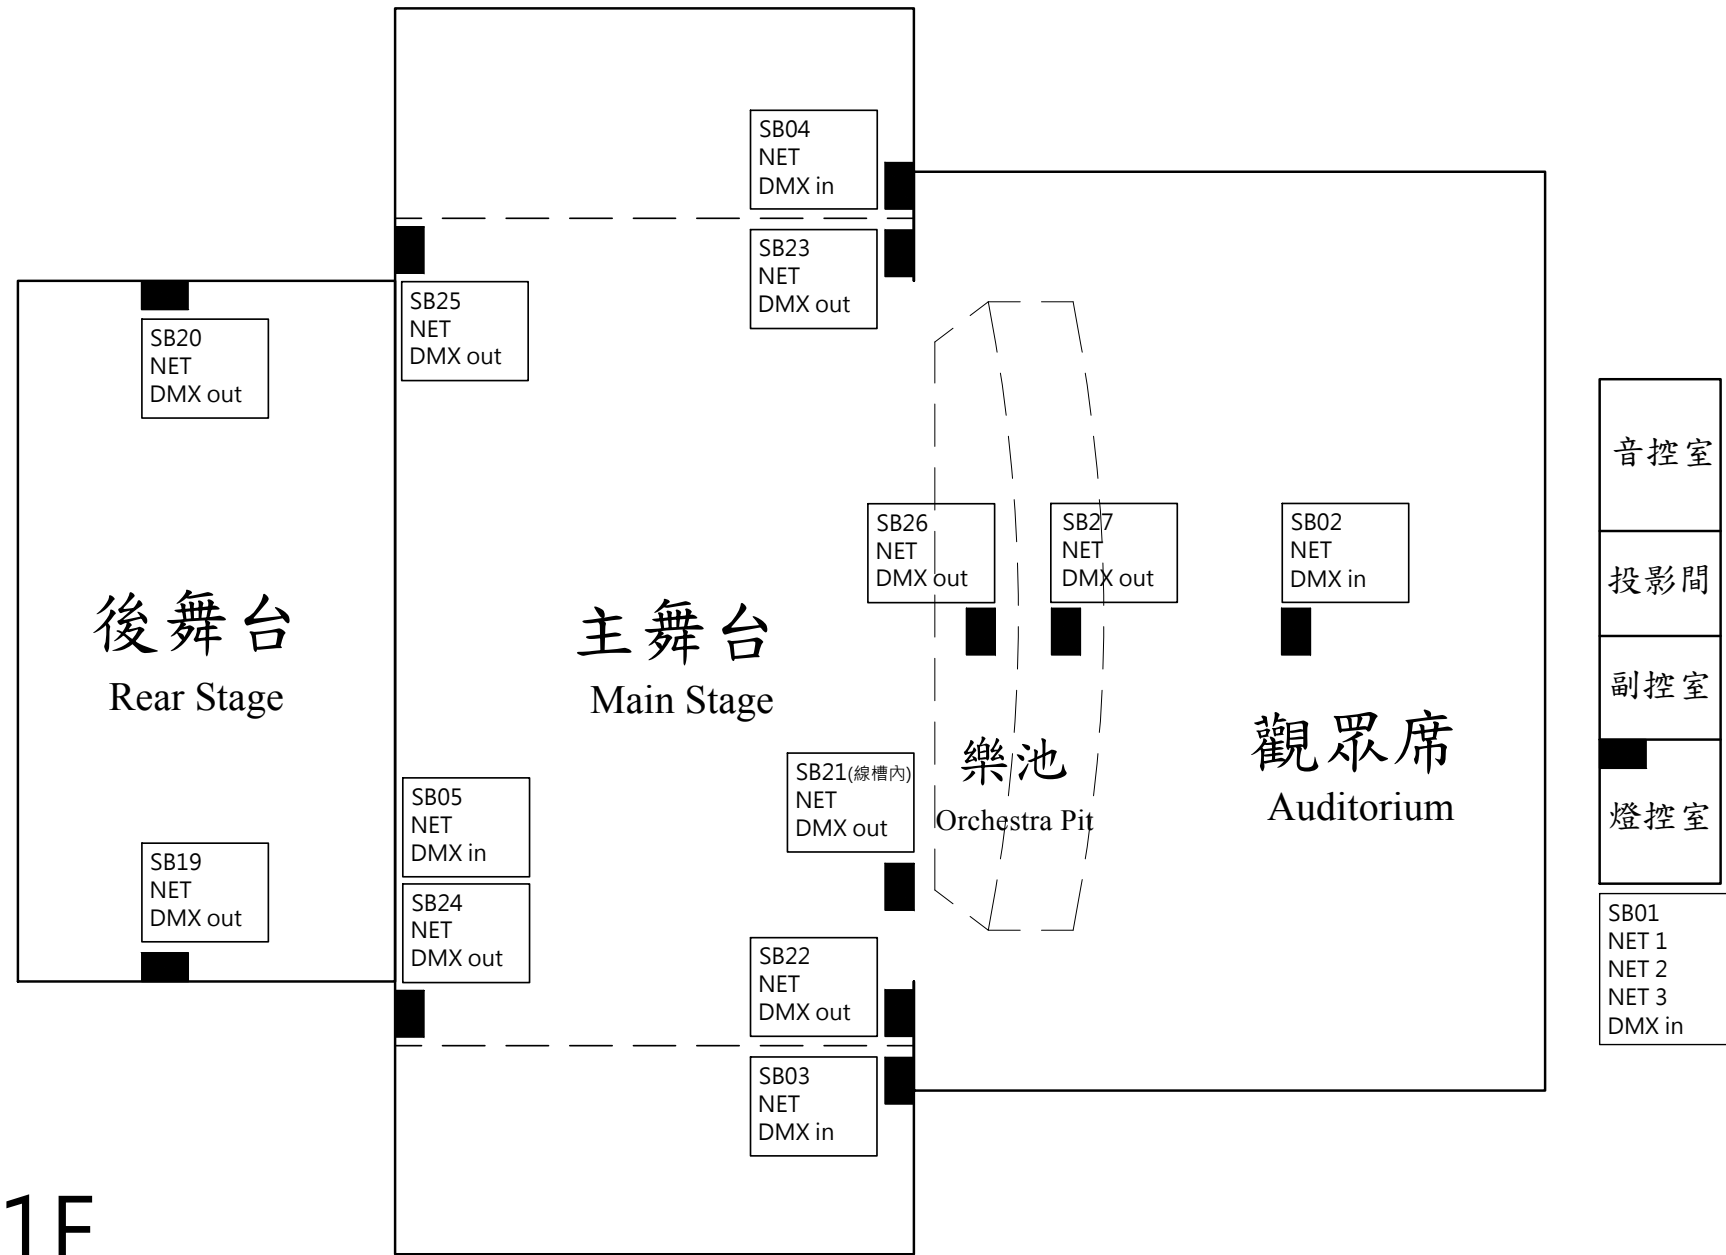 SB04
NET
DMX in
SB23
NET
DMX out
SB25
NET
DMX out
SB20
NET
DMX out
音控室
SB26
NET
DMX out
SB27
NET
DMX out
SB02
NET
DMX in
投影間
後舞台
Rear Stage
主舞台
Main Stage
副控室
樂池
Orchestra Pit
觀眾席
Auditorium
SB21(線槽內)
NET
DMX out
SB05
NET
DMX in
燈控室
SB19
NET
DMX out
SB24
NET
DMX out
SB01
NET 1
NET 2
NET 3
DMX in
SB22
NET
DMX out
SB03
NET
DMX in
1F